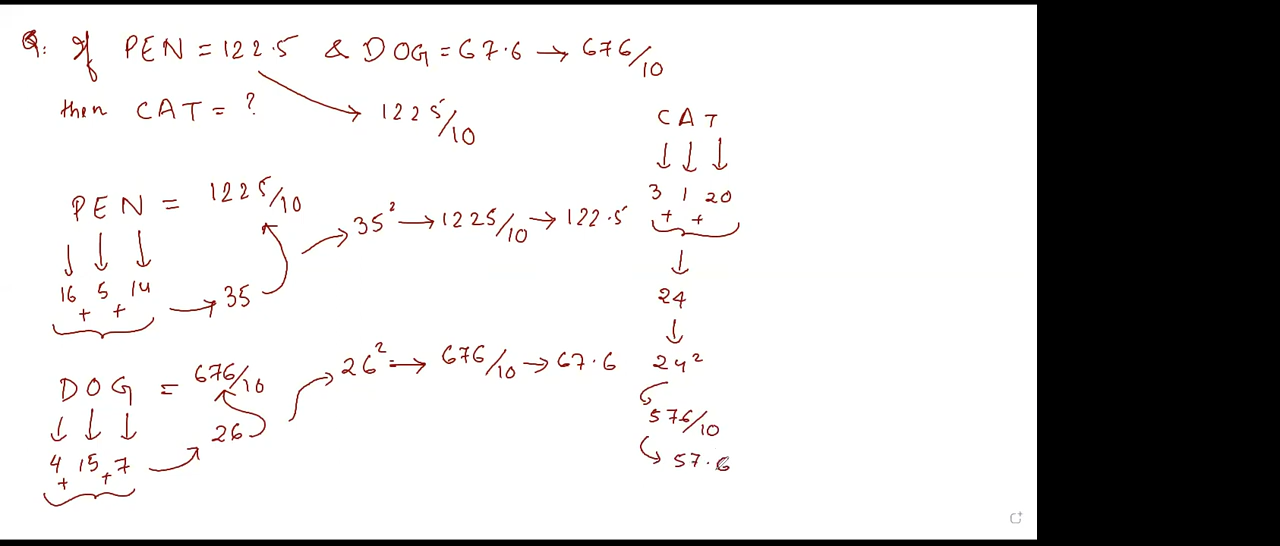 Q. If PEN = 122.5 & DOG = 67.6 → 676/10
then CAT = ? → 1225/10
PEN = 1225/10
16 + 5 + 14 → 35
35² → 1225/10 → 122.5
DOG = 676/10
4 + 15 + 7 → 26
26² → 676/10 → 67.6
CAT
3 1 20
+ +
24
24²
576/10
57.6